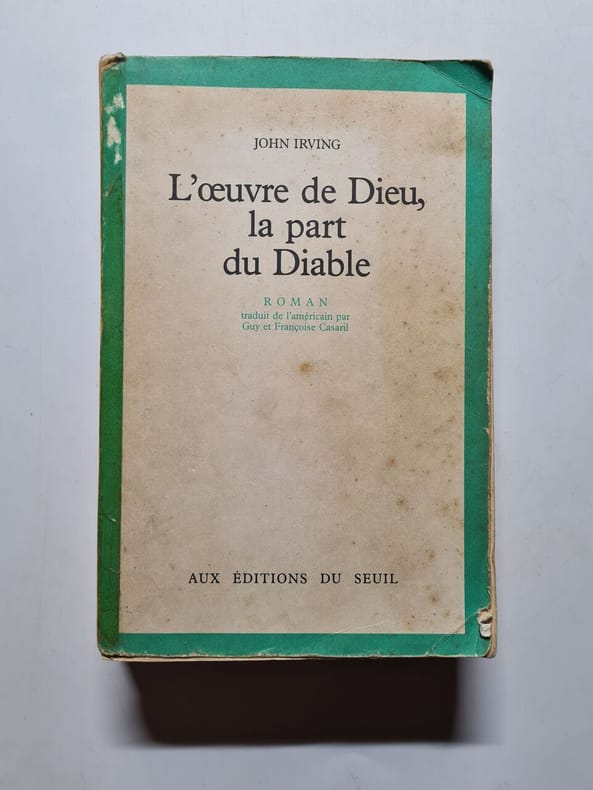 JOHN IRVING
L'œuvre de Dieu,
la part
du Diable
ROMAN
traduit de l'américain par
Guy et Françoise Casaril
AUX ÉDITIONS DU SEUIL